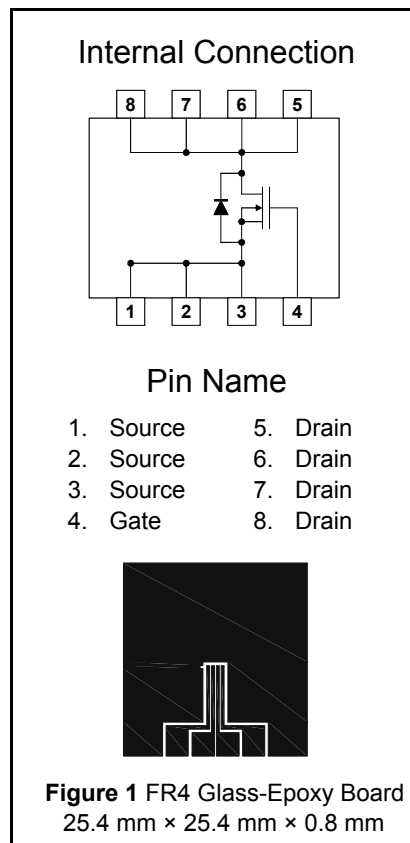 Internal Connection
8 7 6 5
1 2 3 4
Pin Name
1. Source 5. Drain
2. Source 6. Drain
3. Source 7. Drain
4. Gate 8. Drain
Figure 1 FR4 Glass-Epoxy Board
25.4 mm × 25.4 mm × 0.8 mm